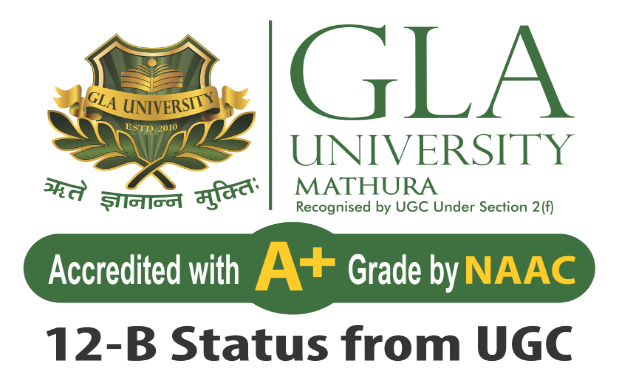 GLA UNIVERSITY
ESTD. 2010
ऋते ज्ञानान्न मुक्तिः
GLA
UNIVERSITY
MATHURA
Recognised by UGC Under Section 2(f)
Accredited with A+ Grade by NAAC
12-B Status from UGC